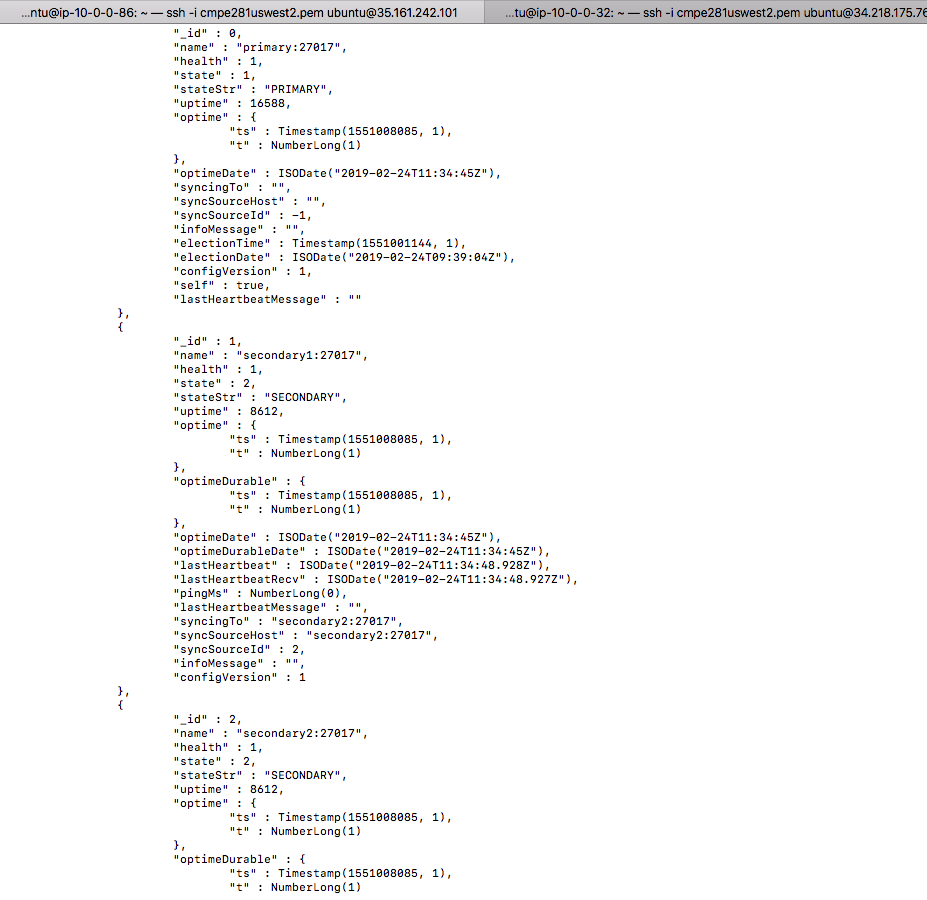 ...ntu@ip-10-0-0-86: ~ — ssh -i cmpe281uswest2.pem ubuntu@35.161.242.101
...tu@ip-10-0-0-32: ~ — ssh -i cmpe281uswest2.pem ubuntu@34.218.175.76
"_id" : 0,
"name" : "primary:27017",
"health" : 1,
"state" : 1,
"stateStr" : "PRIMARY",
"uptime" : 16588,
"optime" : {
"ts" : Timestamp(1551008085, 1),
"t" : NumberLong(1)
},
"optimeDate" : ISODate("2019-02-24T11:34:45Z"),
"syncingTo" : "",
"syncSourceHost" : "",
"syncSourceId" : -1,
"infoMessage" : "",
"electionTime" : Timestamp(1551001144, 1),
"electionDate" : ISODate("2019-02-24T09:39:04Z"),
"configVersion" : 1,
"self" : true,
"lastHeartbeatMessage" : ""
},
{
"_id" : 1,
"name" : "secondary1:27017",
"health" : 1,
"state" : 2,
"stateStr" : "SECONDARY",
"uptime" : 8612,
"optime" : {
"ts" : Timestamp(1551008085, 1),
"t" : NumberLong(1)
},
"optimeDurable" : {
"ts" : Timestamp(1551008085, 1),
"t" : NumberLong(1)
},
"optimeDate" : ISODate("2019-02-24T11:34:45Z"),
"optimeDurableDate" : ISODate("2019-02-24T11:34:45Z"),
"lastHeartbeat" : ISODate("2019-02-24T11:34:48.928Z"),
"lastHeartbeatRecv" : ISODate("2019-02-24T11:34:48.927Z"),
"pingMs" : NumberLong(0),
"lastHeartbeatMessage" : "",
"syncingTo" : "secondary2:27017",
"syncSourceHost" : "secondary2:27017",
"syncSourceId" : 2,
"infoMessage" : "",
"configVersion" : 1
},
{
"_id" : 2,
"name" : "secondary2:27017",
"health" : 1,
"state" : 2,
"stateStr" : "SECONDARY",
"uptime" : 8612,
"optime" : {
"ts" : Timestamp(1551008085, 1),
"t" : NumberLong(1)
},
"optimeDurable" : {
"ts" : Timestamp(1551008085, 1),
"t" : NumberLong(1)